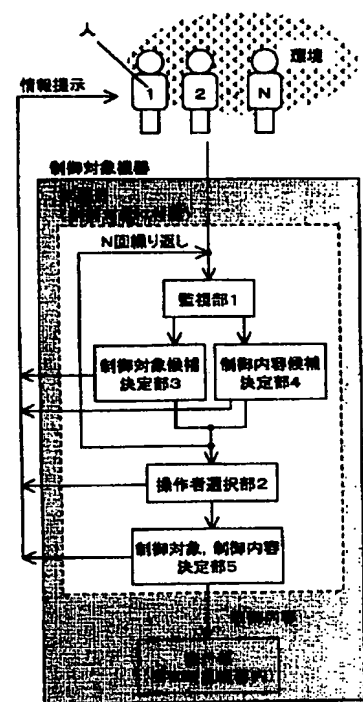 人
環境
情報提示
1
2
N
制御対象機器
N回繰り返し
監視部1
制御対象候補
決定部3
制御内容候補
決定部4
操作者選択部2
制御対象,制御内容
決定部5